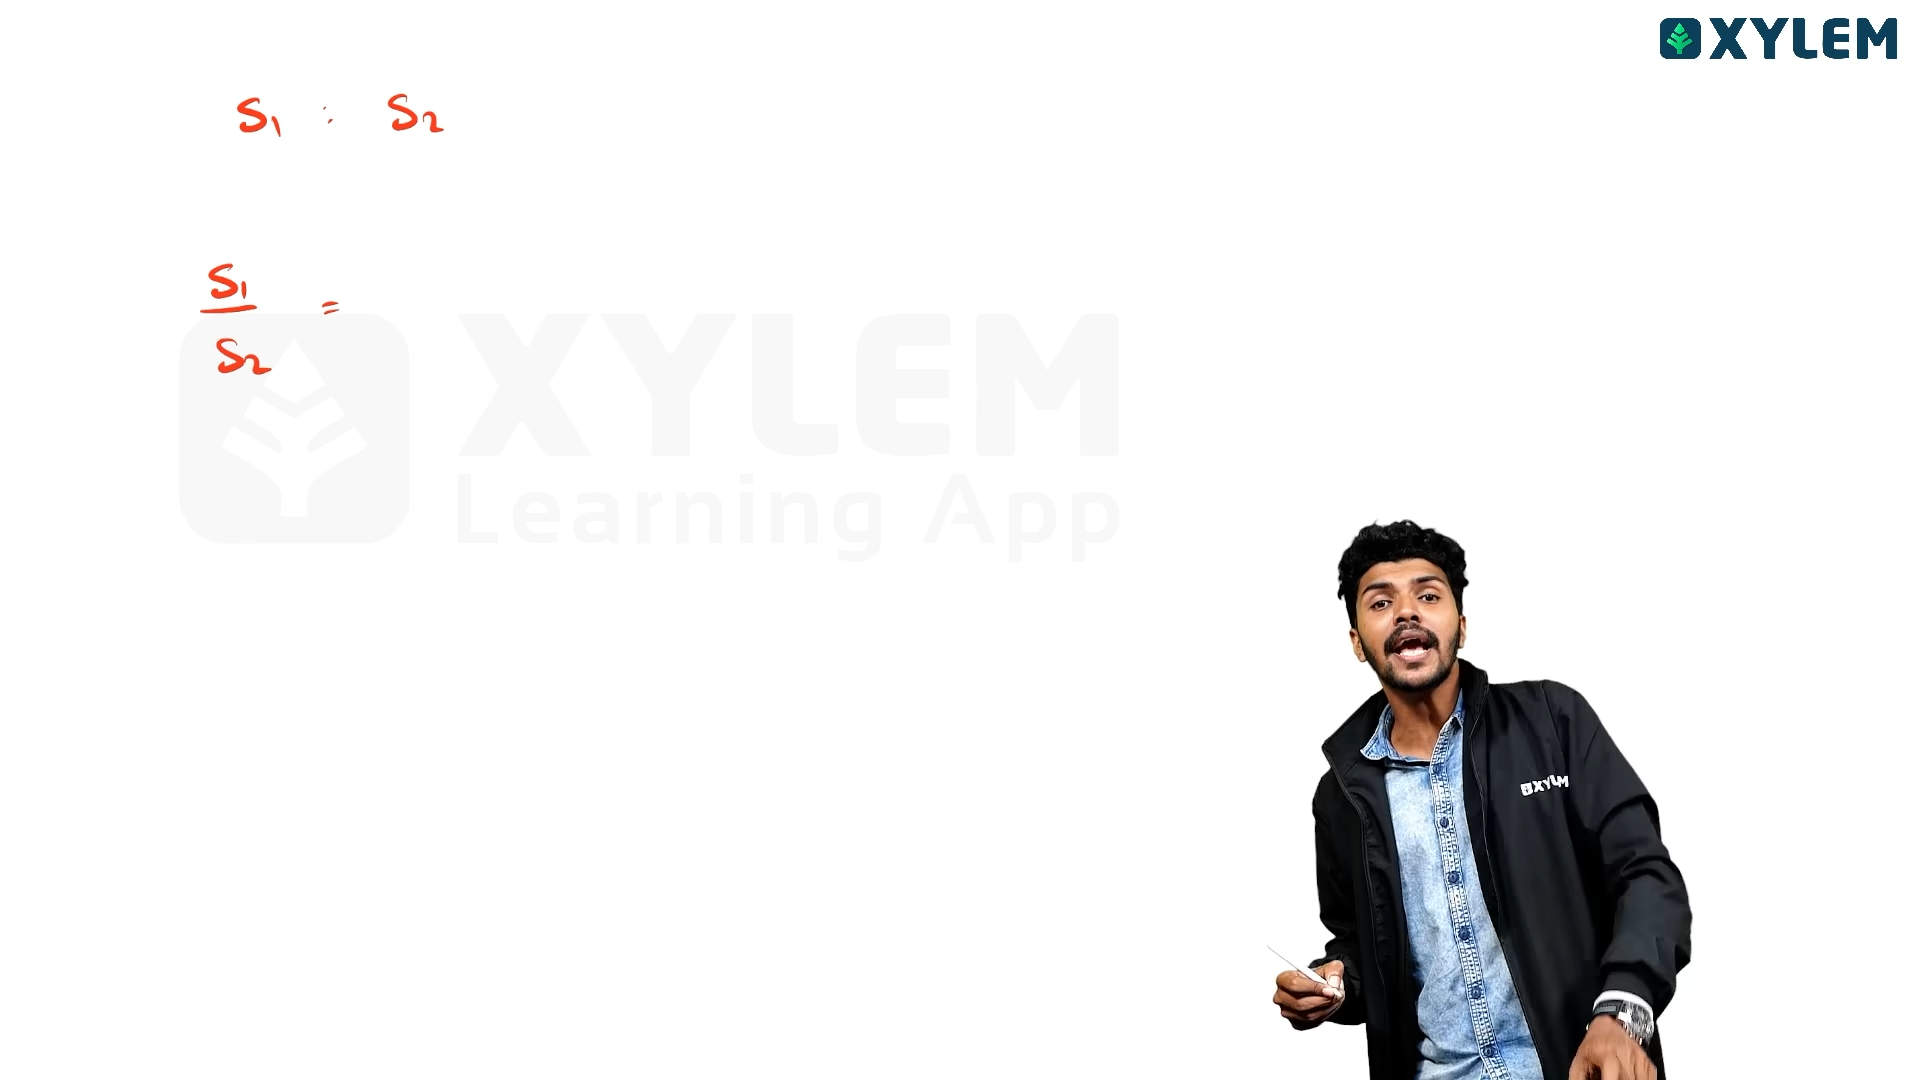 XYLEM
S1 : S2
S1
— =
S2
XYLEM
Learning App
XYLEM